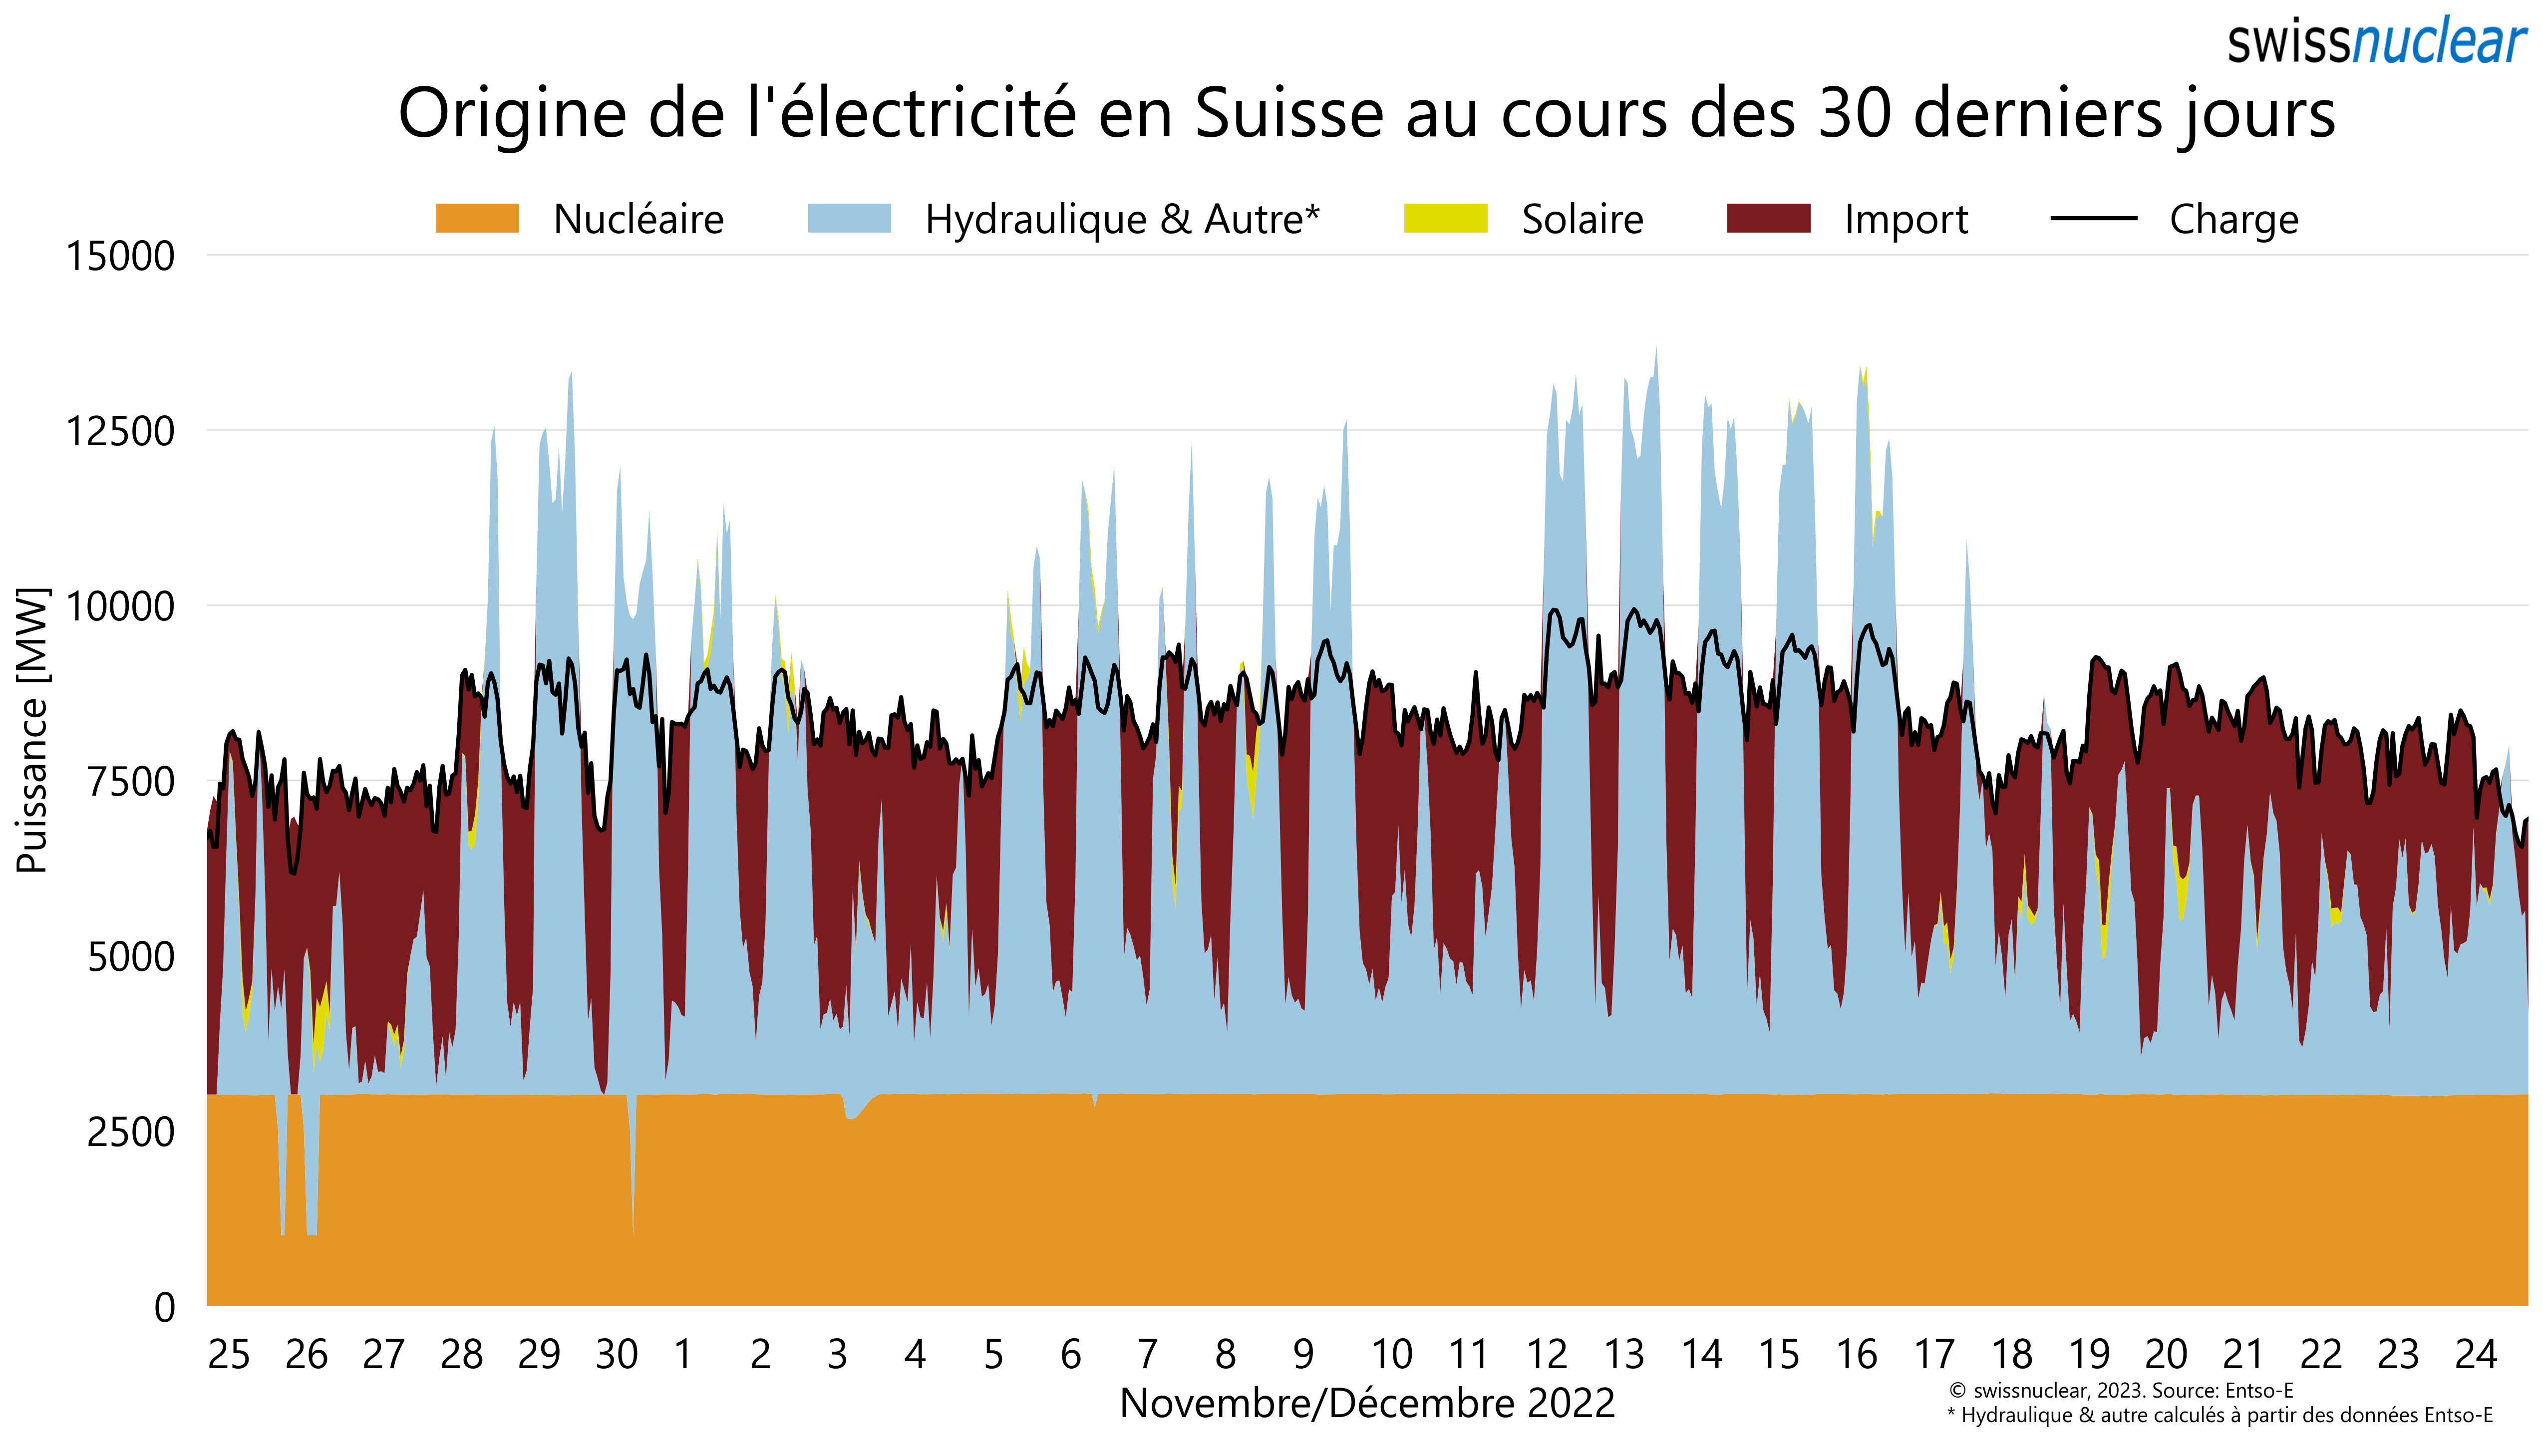 swissnuclear
Origine de l'électricité en Suisse au cours des 30 derniers jours
Nucléaire Hydraulique & Autre* Solaire Import Charge
15000
12500
10000
7500
5000
2500
0
Puissance [MW]
25 26 27 28 29 30 1 2 3 4 5 6 7 8 9 10 11 12 13 14 15 16 17 18 19 20 21 22 23 24
Novembre/Décembre 2022
© swissnuclear, 2023. Source: Entso-E
* Hydraulique & autre calculés à partir des données Entso-E